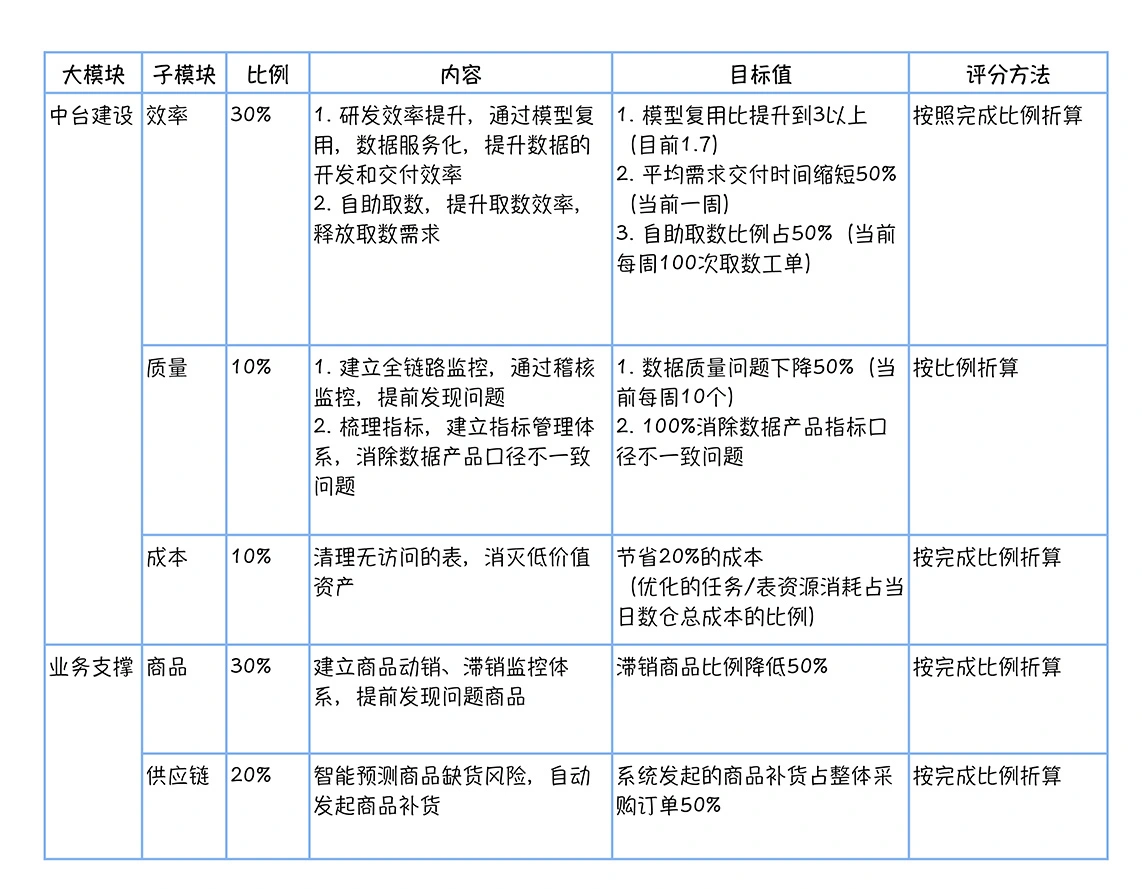 大模块 子模块 比例 内容 目标值 评分方法
中台建设 效率 30%
1. 研发效率提升，通过模型复
用，数据服务化，提升数据的
开发和交付效率
2. 自助取数，提升取数效率，
释放取数需求
1. 模型复用比提升到3以上
（目前1.7）
2. 平均需求交付时间缩短50%
（当前一周）
3. 自助取数比例占50%（当前
每周100次取数工单）
按照完成比例折算
质量 10%
1. 建立全链路监控，通过稽核
监控，提前发现问题
2. 梳理指标，建立指标管理体
系，消除数据产品口径不一致
问题
1. 数据质量问题下降50%（当
前每周10个）
2. 100%消除数据产品指标口
径不一致问题
按比例折算
成本 10%
清理无访问的表，消灭低价值
资产
节省20%的成本
（优化的任务/表资源消耗占当
日数仓总成本的比例）
按完成比例折算
业务支撑 商品 30%
建立商品动销、滞销监控体
系，提前发现问题商品
滞销商品比例降低50%
按完成比例折算
供应链 20%
智能预测商品缺货风险，自动
发起商品补货
系统发起的商品补货占整体采
购订单50%
按完成比例折算